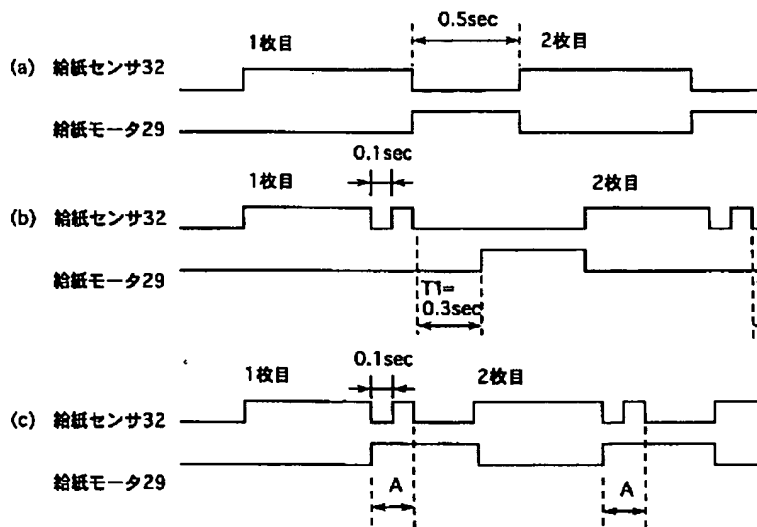 0.5sec
1枚目 2枚目
(a) 給紙センサ32
給紙モータ29
0.1sec
1枚目 2枚目
(b) 給紙センサ32
給紙モータ29
T1=
0.3sec
0.1sec
1枚目 2枚目
(c) 給紙センサ32
給紙モータ29
A A